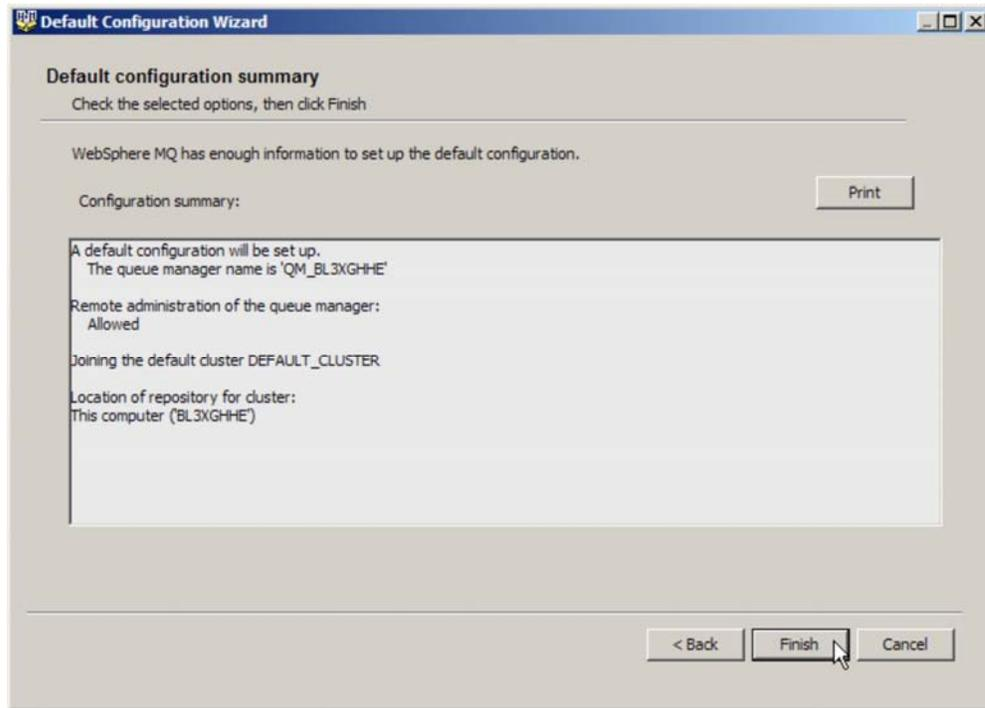 Default Configuration Wizard
Default configuration summary
Check the selected options, then click Finish
WebSphere MQ has enough information to set up the default configuration.
Print
Configuration summary:
A default configuration will be set up.
The queue manager name is 'QM_BL3XGHHE'
Remote administration of the queue manager:
Allowed
Joining the default cluster DEFAULT_CLUSTER
Location of repository for cluster:
This computer ('BL3XGHHE')
< Back
Finish
Cancel